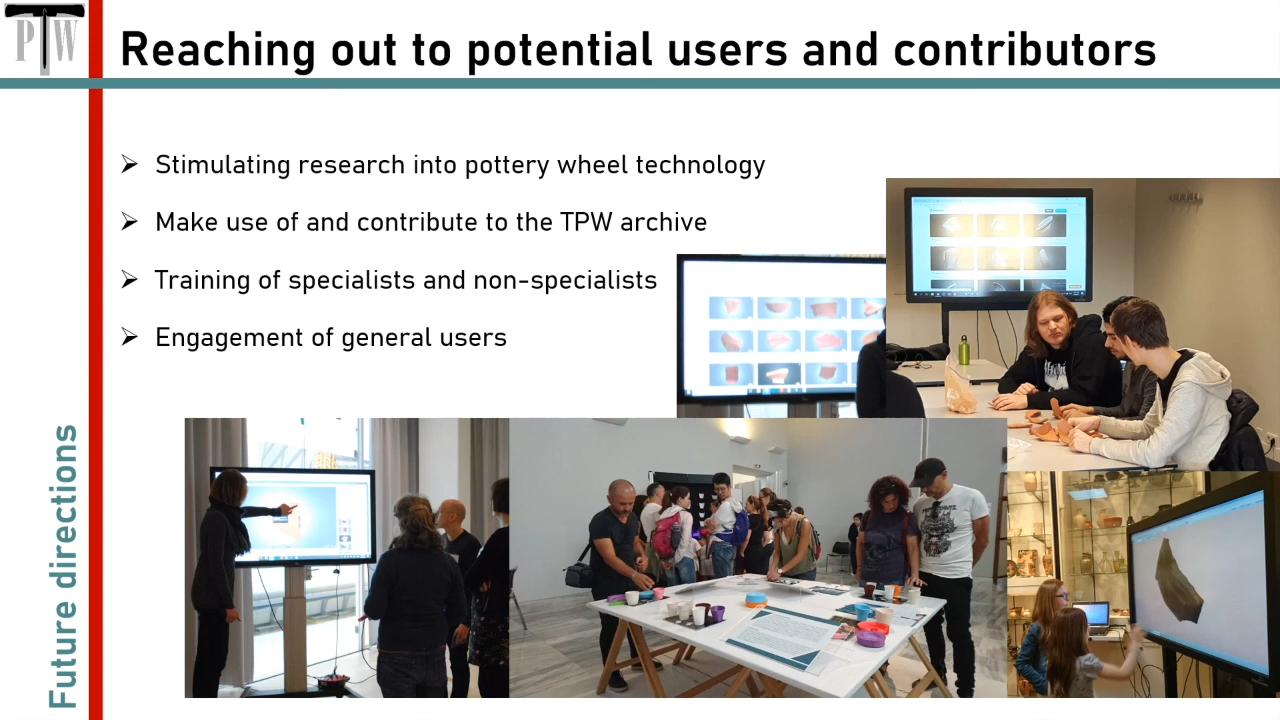 TPW
Reaching out to potential users and contributors
Stimulating research into pottery wheel technology
Make use of and contribute to the TPW archive
Training of specialists and non-specialists
Engagement of general users
Future directions